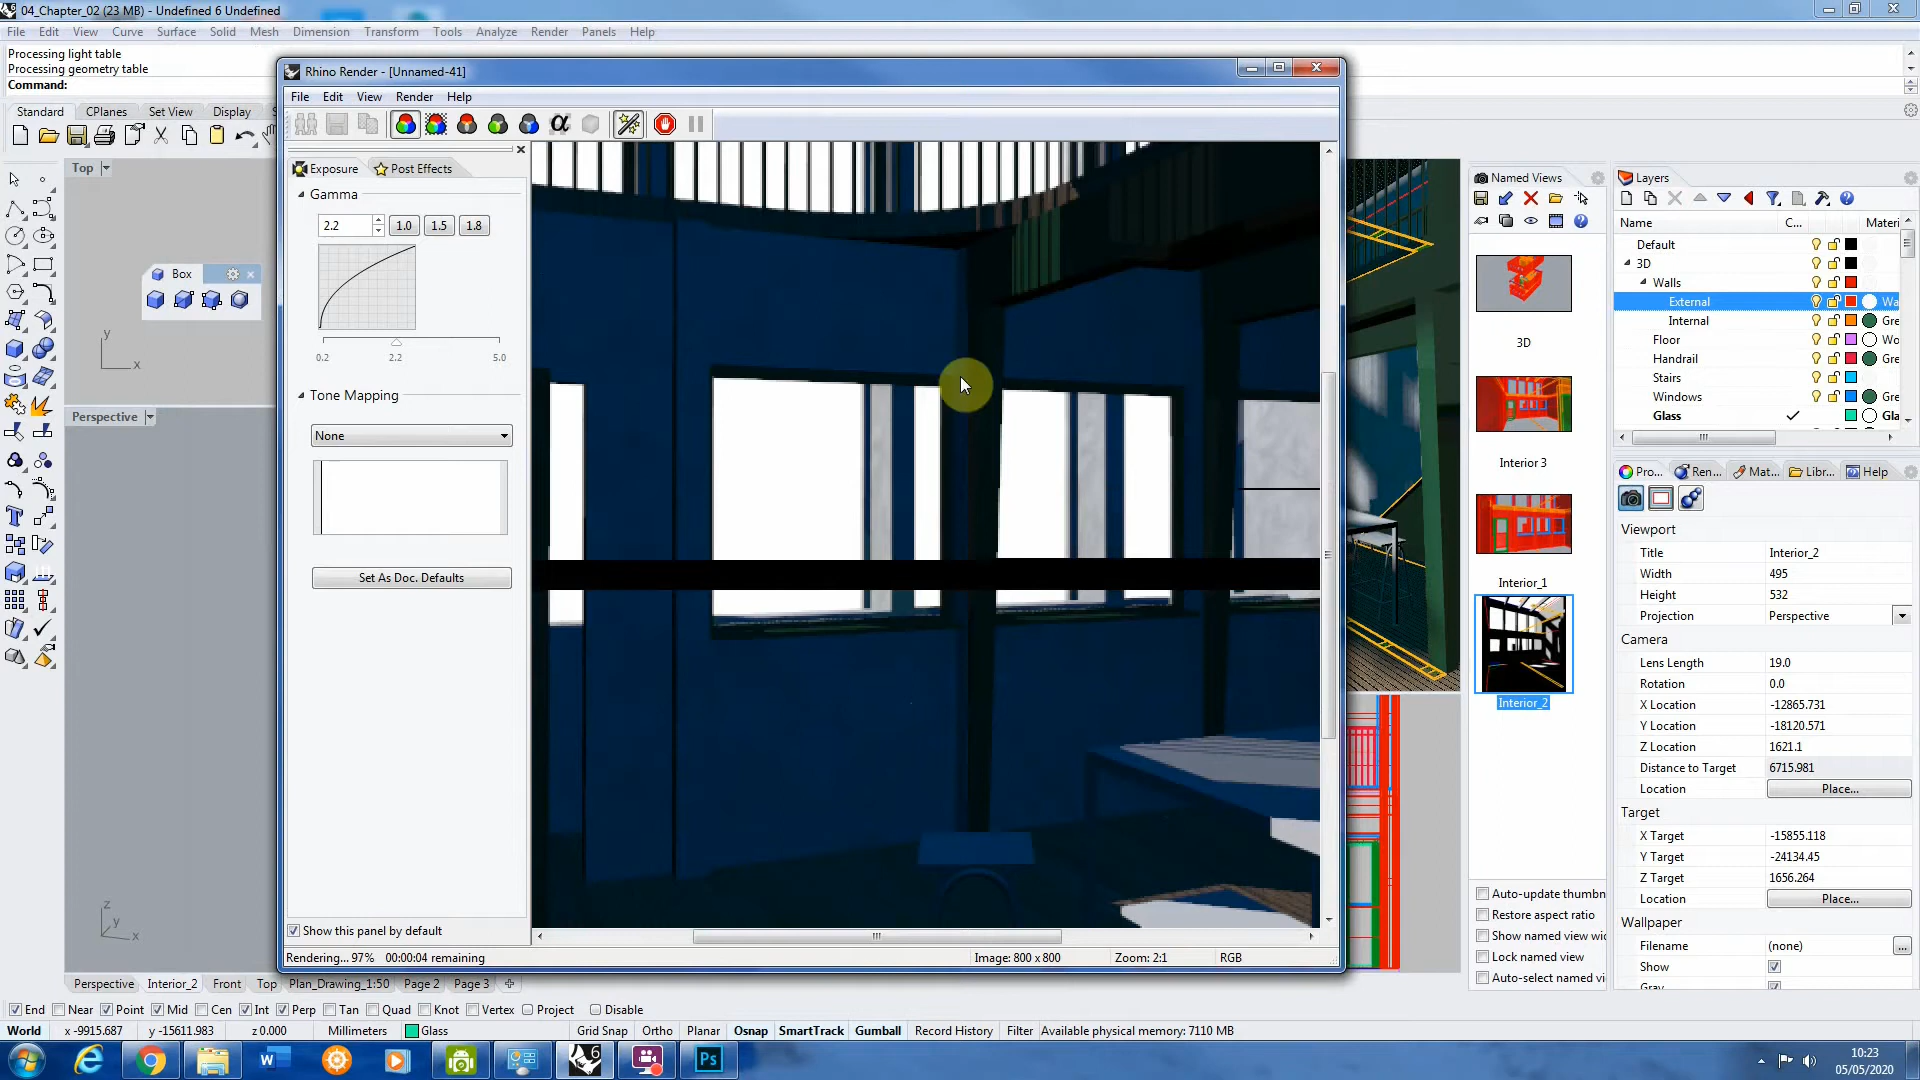 04_Chapter_02 (23 MB) - Undefined 6 Undefined
File Edit View Curve Surface Solid Mesh Dimension Transform Tools Analyze Render Panels Help
Processing light table
Processing geometry table
Command:
Standard CPlanes Set View Display
Top
Box
y
x
Perspective
z
y
x
Rhino Render - [Unnamed-41]
File Edit View Render Help
Exposure Post Effects
Gamma
2.2 1.0 1.5 1.8
0.2 2.2 5.0
Tone Mapping
None
Set As Doc. Defaults
Show this panel by default
Rendering... 97% 00:00:04 remaining Image: 800 x 800 Zoom: 2:1 RGB
Named Views
3D
Interior 3
Interior_1
Interior_2
Auto-update thumbn
Restore aspect ratio
Show named view wi
Lock named view
Auto-select named vi
Layers
Name C... Materi
Default
3D
Walls
External Wa
Internal Gre
Floor Wo
Handrail Gre
Stairs
Windows Gre
Glass Gla
Pro... Ren... Mat... Libr... Help
Viewport
Title Interior_2
Width 495
Height 532
Projection Perspective
Camera
Lens Length 19.0
Rotation 0.0
X Location -12865.731
Y Location -18120.571
Z Location 1621.1
Distance to Target 6715.981
Location Place...
Target
X Target -15855.118
Y Target -24134.45
Z Target 1656.264
Location Place...
Wallpaper
Filename (none) ...
Show
Gray
Perspective Interior_2 Front Top Plan_Drawing_1:50 Page 2 Page 3
End Near Point Mid Cen Int Perp Tan Quad Knot Vertex Project Disable
World x -9915.687 y -15611.983 z 0.000 Millimeters Glass Grid Snap Ortho Planar Osnap SmartTrack Gumball Record History Filter Available physical memory: 7110 MB
10:23
05/05/2020